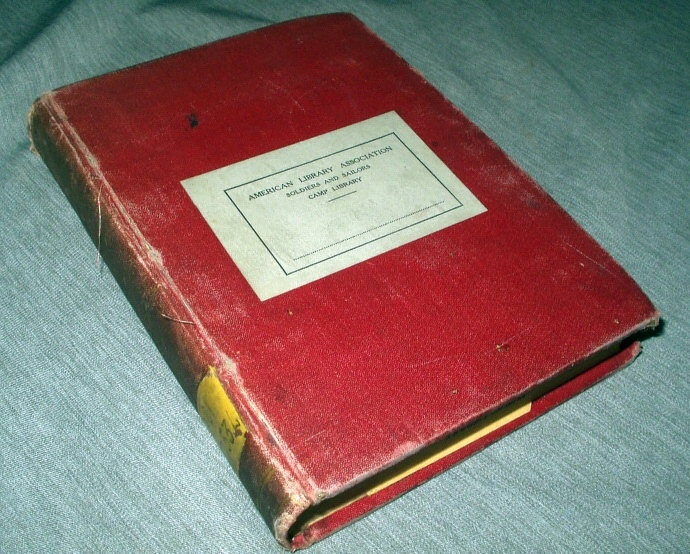 AMERICAN LIBRARY ASSOCIATION
SOLDIERS AND SAILORS
CAMP LIBRARY